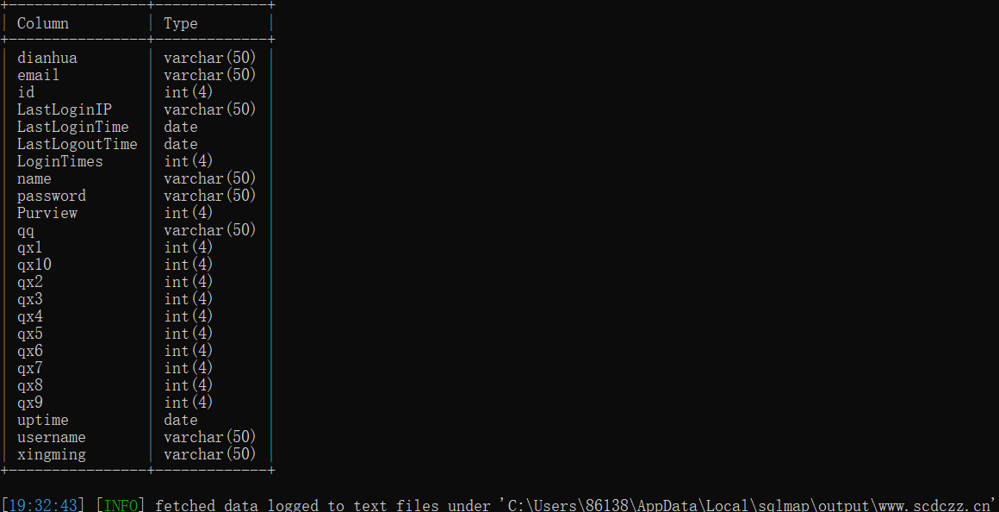 Column Type
dianhua varchar(50)
email varchar(50)
id int(4)
LastLoginIP varchar(50)
LastLoginTime date
LastLogoutTime date
LoginTimes int(4)
name varchar(50)
password varchar(50)
Purview int(4)
qq varchar(50)
qx1 int(4)
qx10 int(4)
qx2 int(4)
qx3 int(4)
qx4 int(4)
qx5 int(4)
qx6 int(4)
qx7 int(4)
qx8 int(4)
qx9 int(4)
uptime date
username varchar(50)
xingming varchar(50)
[19:32:43] [INFO] fetched data logged to text files under 'C:\Users\86138\AppData\Local\sqlmap\output\www.scdczz.cn'